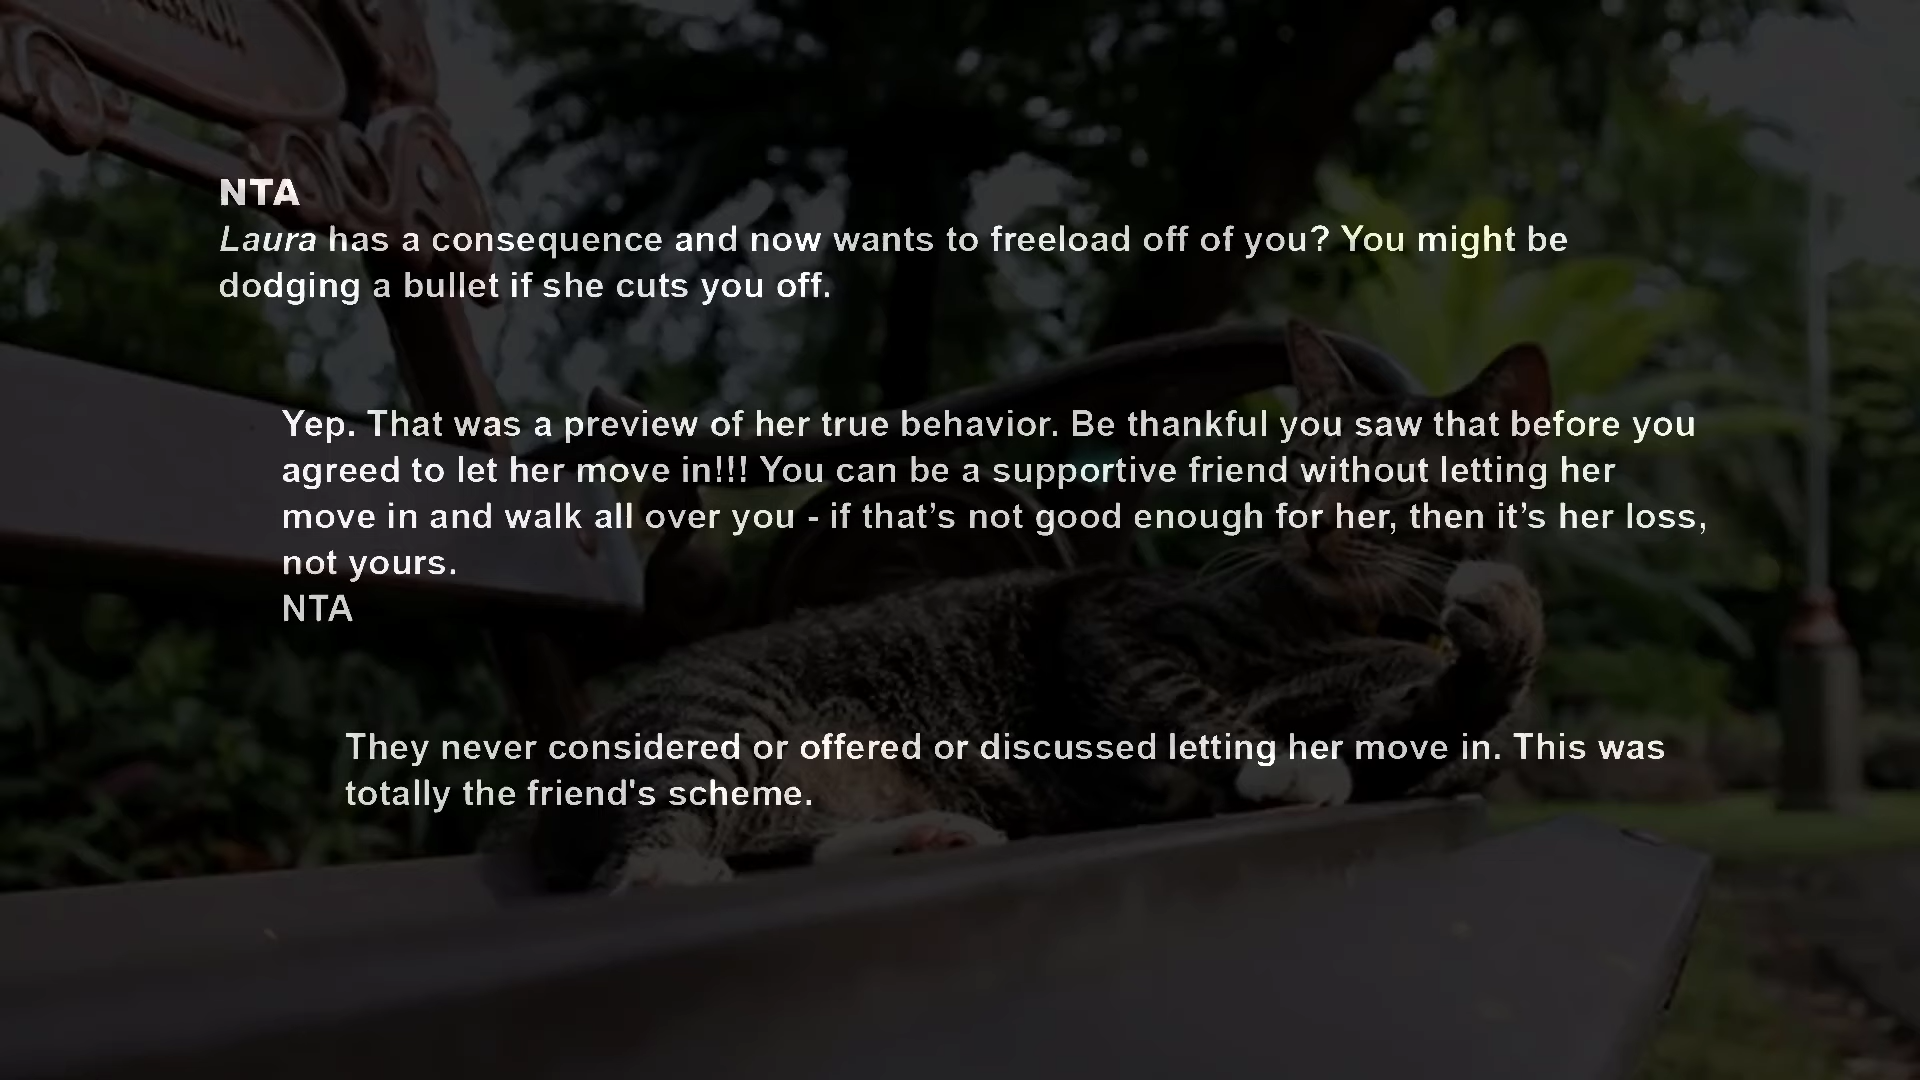 NTA
Laura has a consequence and now wants to freeload off of you? You might be
dodging a bullet if she cuts you off.
Yep. That was a preview of her true behavior. Be thankful you saw that before you
agreed to let her move in!!! You can be a supportive friend without letting her
move in and walk all over you - if that’s not good enough for her, then it’s her loss,
not yours.
NTA
They never considered or offered or discussed letting her move in. This was
totally the friend's scheme.